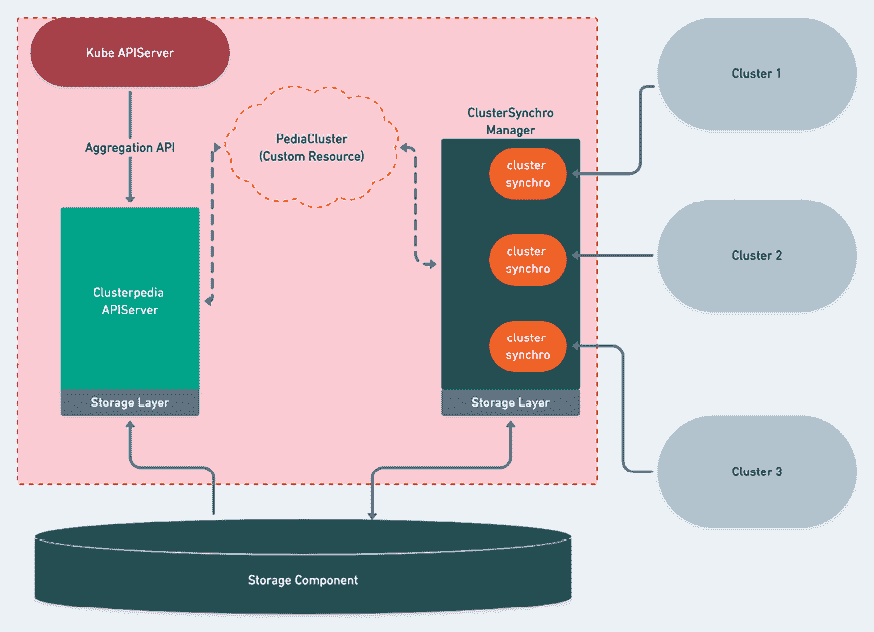 Kube APIServer
Aggregation API
Clusterpedia
APIServer
Storage Layer
PediaCluster
(Custom Resource)
ClusterSynchro
Manager
cluster
synchro
cluster
synchro
cluster
synchro
Storage Layer
Cluster 1
Cluster 2
Cluster 3
Storage Component